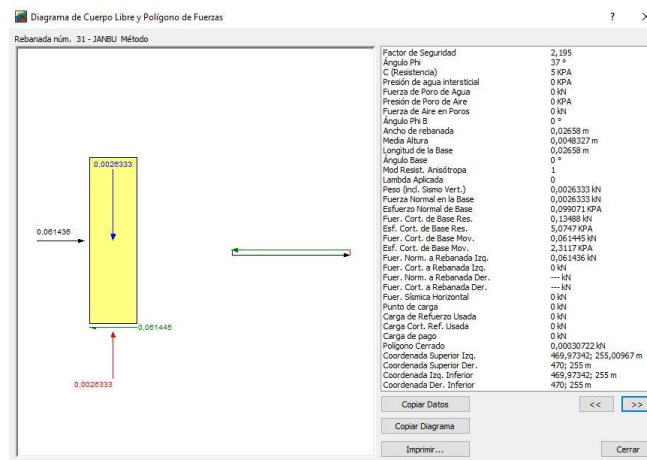 Diagrama de Cuerpo Libre y Polígono de Fuerzas
Rebanada núm. 31 - JANBU Método
0,0026333
0,061436
0,061446
0,0026333
Factor de Seguridad 2,195
Ángulo Phi 37 °
C (Resistencia) 5 KPA
Presión de agua intersticial 0 KPA
Fuerza de Poro de Agua 0 kN
Presión de Poro de Aire 0 KPA
Fuerza de Aire en Poros 0 kN
Ángulo Phi B 0 °
Ancho de rebanada 0,02658 m
Media Altura 0,0048327 m
Longitud de la Base 0,02658 m
Ángulo Base 0 °
Mod Resist. Anisótropa 1
Lambda Aplicada 0
Peso (incl. Sismo Vert.) 0,0026333 kN
Fuerza Normal en la Base 0,0026333 kN
Esfuerzo Normal de Base 0,099071 KPA
Fuer. Cort. de Base Res. 0,13488 kN
Esf. Cort. de Base Res. 5,0747 KPA
Fuer. Cort. de Base Mov. 0,061445 kN
Esf. Cort. de Base Mov. 2,3117 KPA
Fuer. Norm. a Rebanada Izq. 0,061436 kN
Fuer. Cort. a Rebanada Izq. 0 kN
Fuer. Norm. a Rebanada Der. --- kN
Fuer. Cort. a Rebanada Der. --- kN
Fuer. Sísmica Horizontal 0 kN
Punto de carga 0 kN
Carga de Refuerzo Usada 0 kN
Carga Cort. Ref. Usada 0 kN
Carga de pago 0 kN
Polígono Cerrado 0,00030722 kN
Coordenada Superior Izq. 469,97342; 255,00967 m
Coordenada Superior Der. 470; 255 m
Coordenada Izq. Inferior 469,97342; 255 m
Coordenada Der. Inferior 470; 255 m
Copiar Datos << >>
Copiar Diagrama
Imprimir... Cerrar